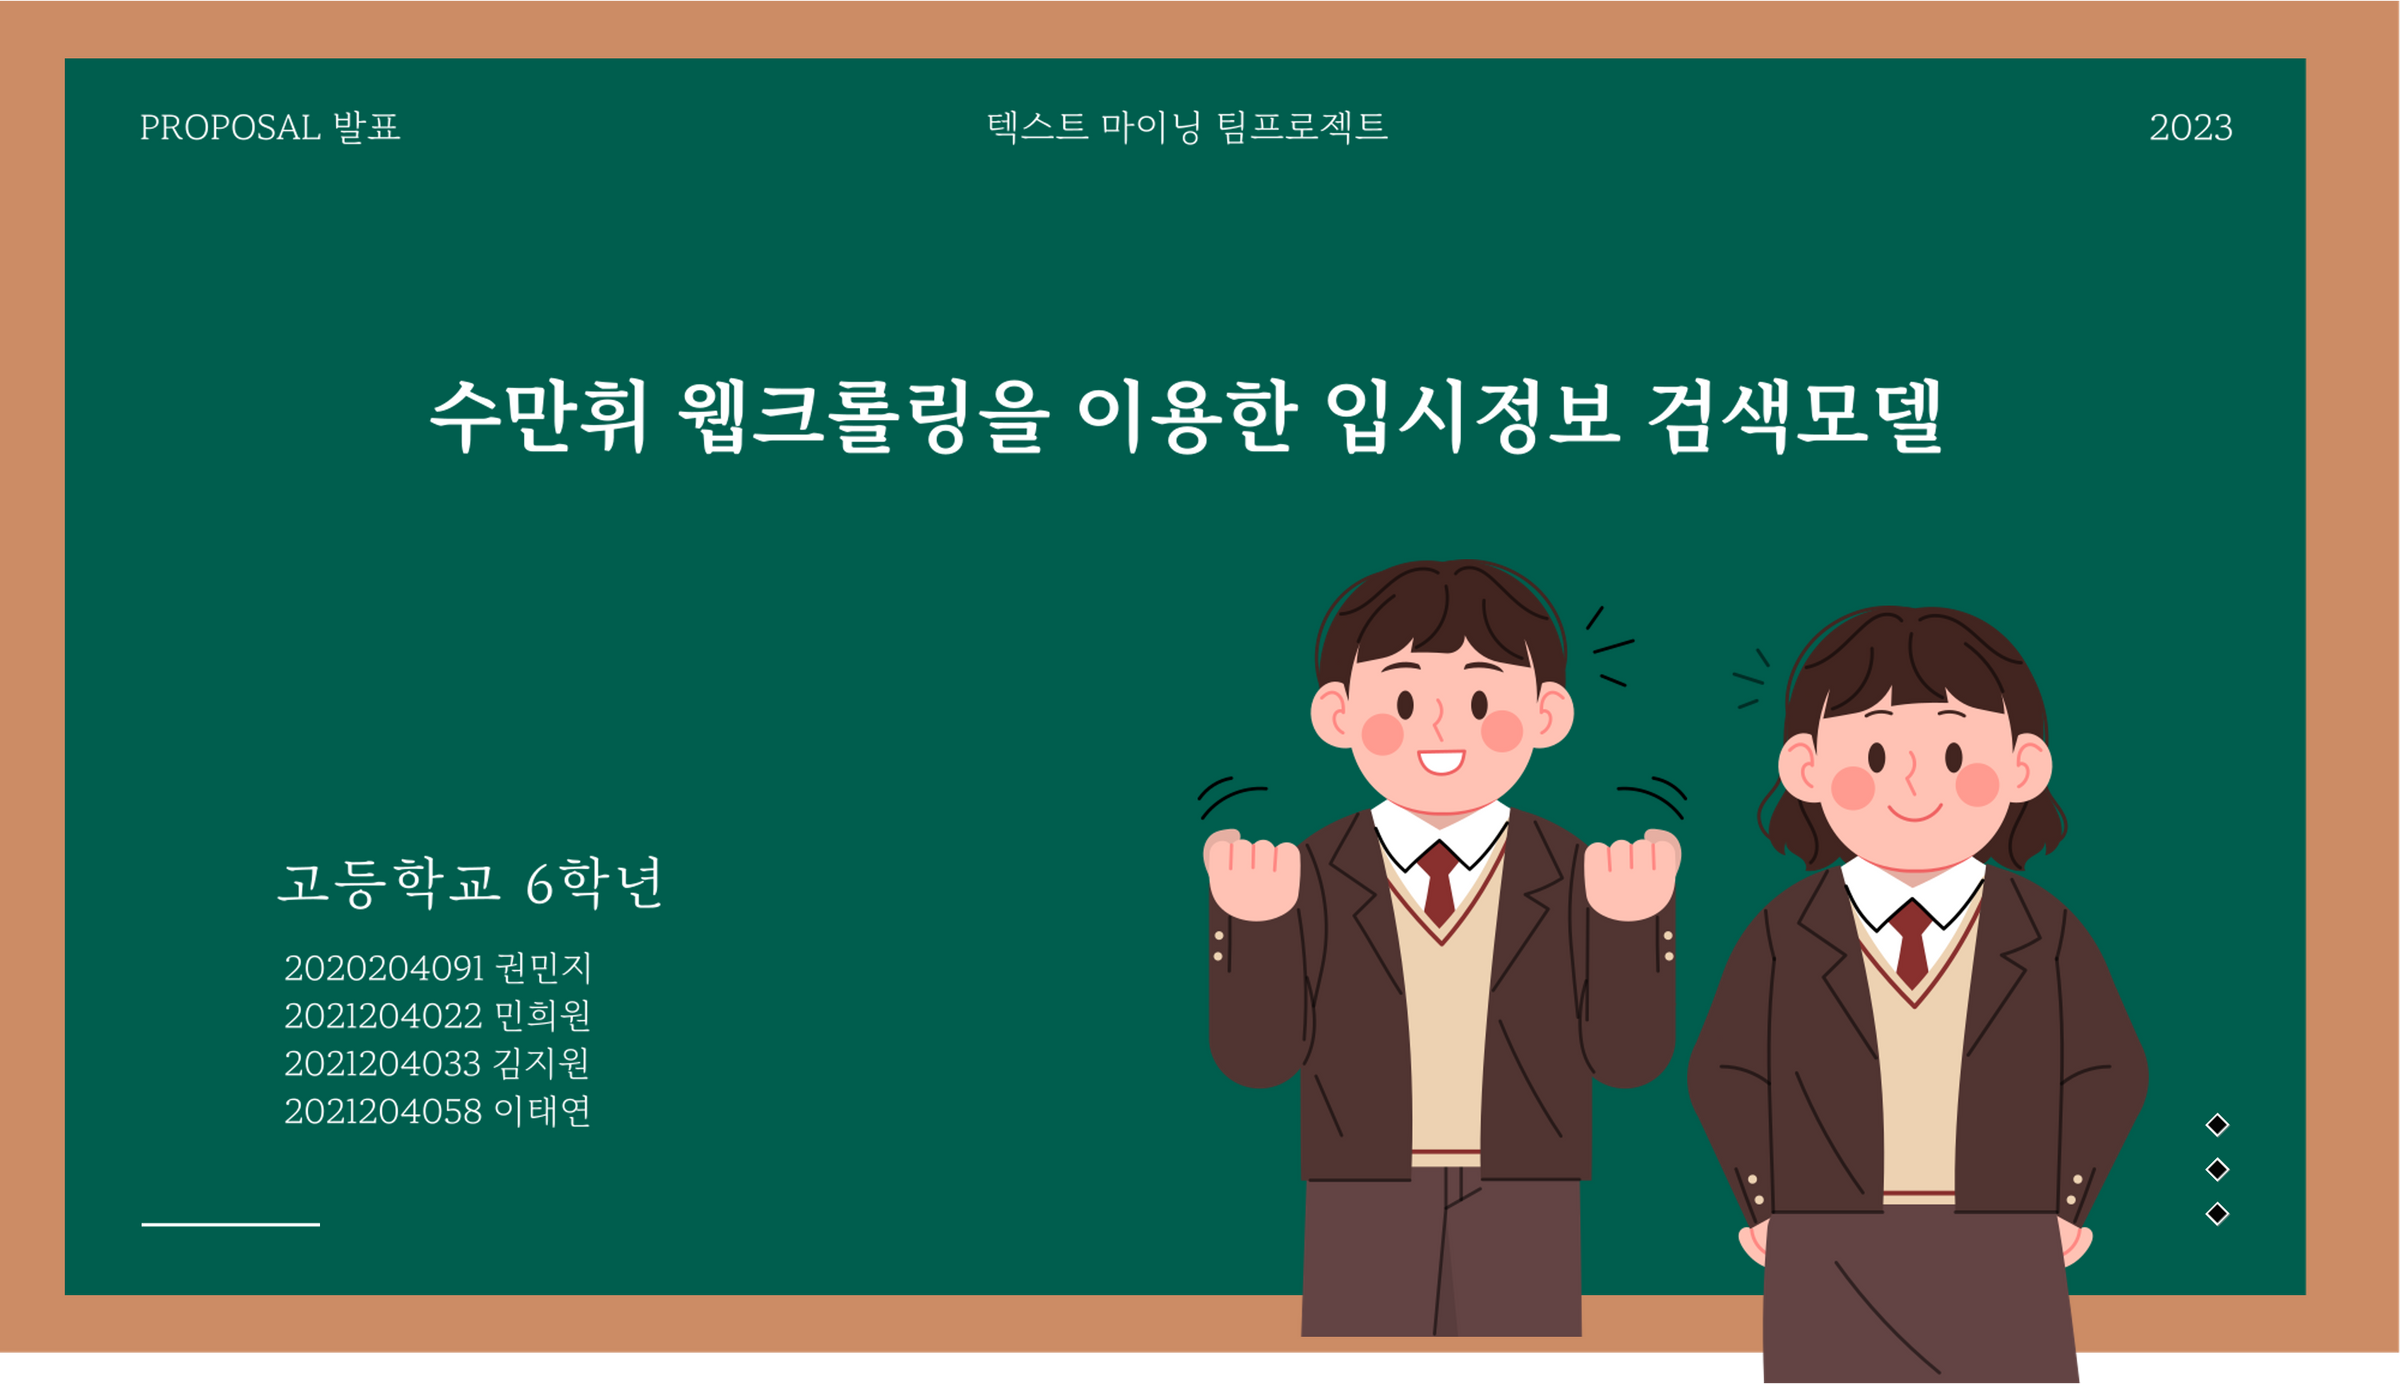 PROPOSAL 발표
텍스트 마이닝 팀프로젝트
2023
수만휘 웹크롤링을 이용한 입시정보 검색모델
고등학교 6학년
2020204091 권민지
2021204022 민희원
2021204033 김지원
2021204058 이태연